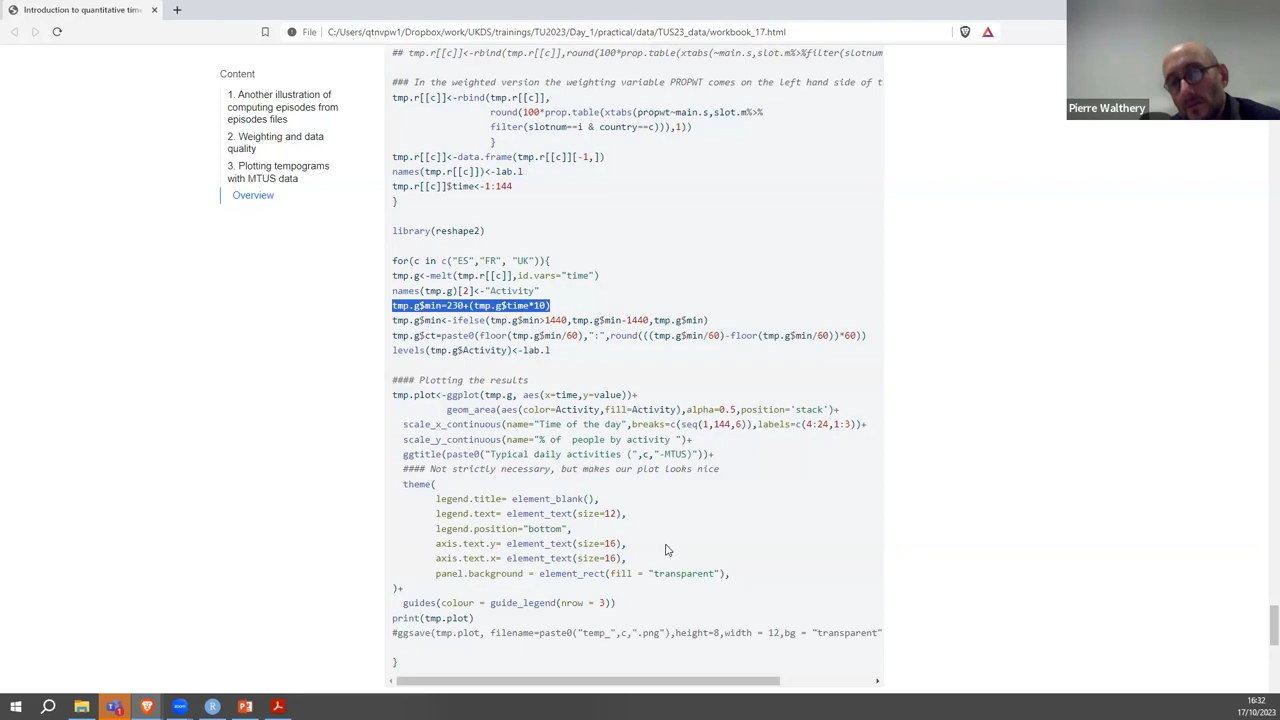 Introduction to quantitative time
File
C:/Users/qtnvpw1/Dropbox/work/UKDS/trainings/TU2023/Day_1/practical/data/TUS23_data/workbook_17.html
Pierre Walthery
Content
1. Another illustration of
computing episodes from
episodes files
2. Weighting and data
quality
3. Plotting tempograms
with MTUS data
Overview
## tmp.r[[c]]<-rbind(tmp.r[[c]],round(100*prop.table(xtabs(~main.s,slot.m%>%filter(slotnum
### In the weighted version the weighting variable PROPWT comes on the left hand side of t
tmp.r[[c]]<-rbind(tmp.r[[c]],
round(100*prop.table(xtabs(propwt~main.s,slot.m%>%
filter(slotnum==i & country==c))),1))
}
tmp.r[[c]]<-data.frame(tmp.r[[c]][-1,])
names(tmp.r[[c]])<-lab.l
tmp.r[[c]]$time<-1:144
}
library(reshape2)
for(c in c("ES","FR", "UK")){
tmp.g<-melt(tmp.r[[c]],id.vars="time")
names(tmp.g)[2]<-"Activity"
tmp.g$min=230+(tmp.g$time*10)
tmp.g$min<-ifelse(tmp.g$min>1440,tmp.g$min-1440,tmp.g$min)
tmp.g$ct=paste0(floor(tmp.g$min/60),":",round(((tmp.g$min/60)-floor(tmp.g$min/60))*60))
levels(tmp.g$Activity)<-lab.l
#### Plotting the results
tmp.plot<-ggplot(tmp.g, aes(x=time,y=value))+
geom_area(aes(color=Activity,fill=Activity),alpha=0.5,position='stack')+
scale_x_continuous(name="Time of the day",breaks=c(seq(1,144,6)),labels=c(4:24,1:3))+
scale_y_continuous(name="% of  people by activity ")+
ggtitle(paste0("Typical daily activities (",c,"-MTUS)"))+
#### Not strictly necessary, but makes our plot looks nice
theme(
legend.title= element_blank(),
legend.text= element_text(size=12),
legend.position="bottom",
axis.text.y= element_text(size=16),
axis.text.x= element_text(size=16),
panel.background = element_rect(fill = "transparent"),
)+
guides(colour = guide_legend(nrow = 3))
print(tmp.plot)
#ggsave(tmp.plot, filename=paste0("temp_",c,".png"),height=8,width = 12,bg = "transparent"
}
zoom
16:32
17/10/2023